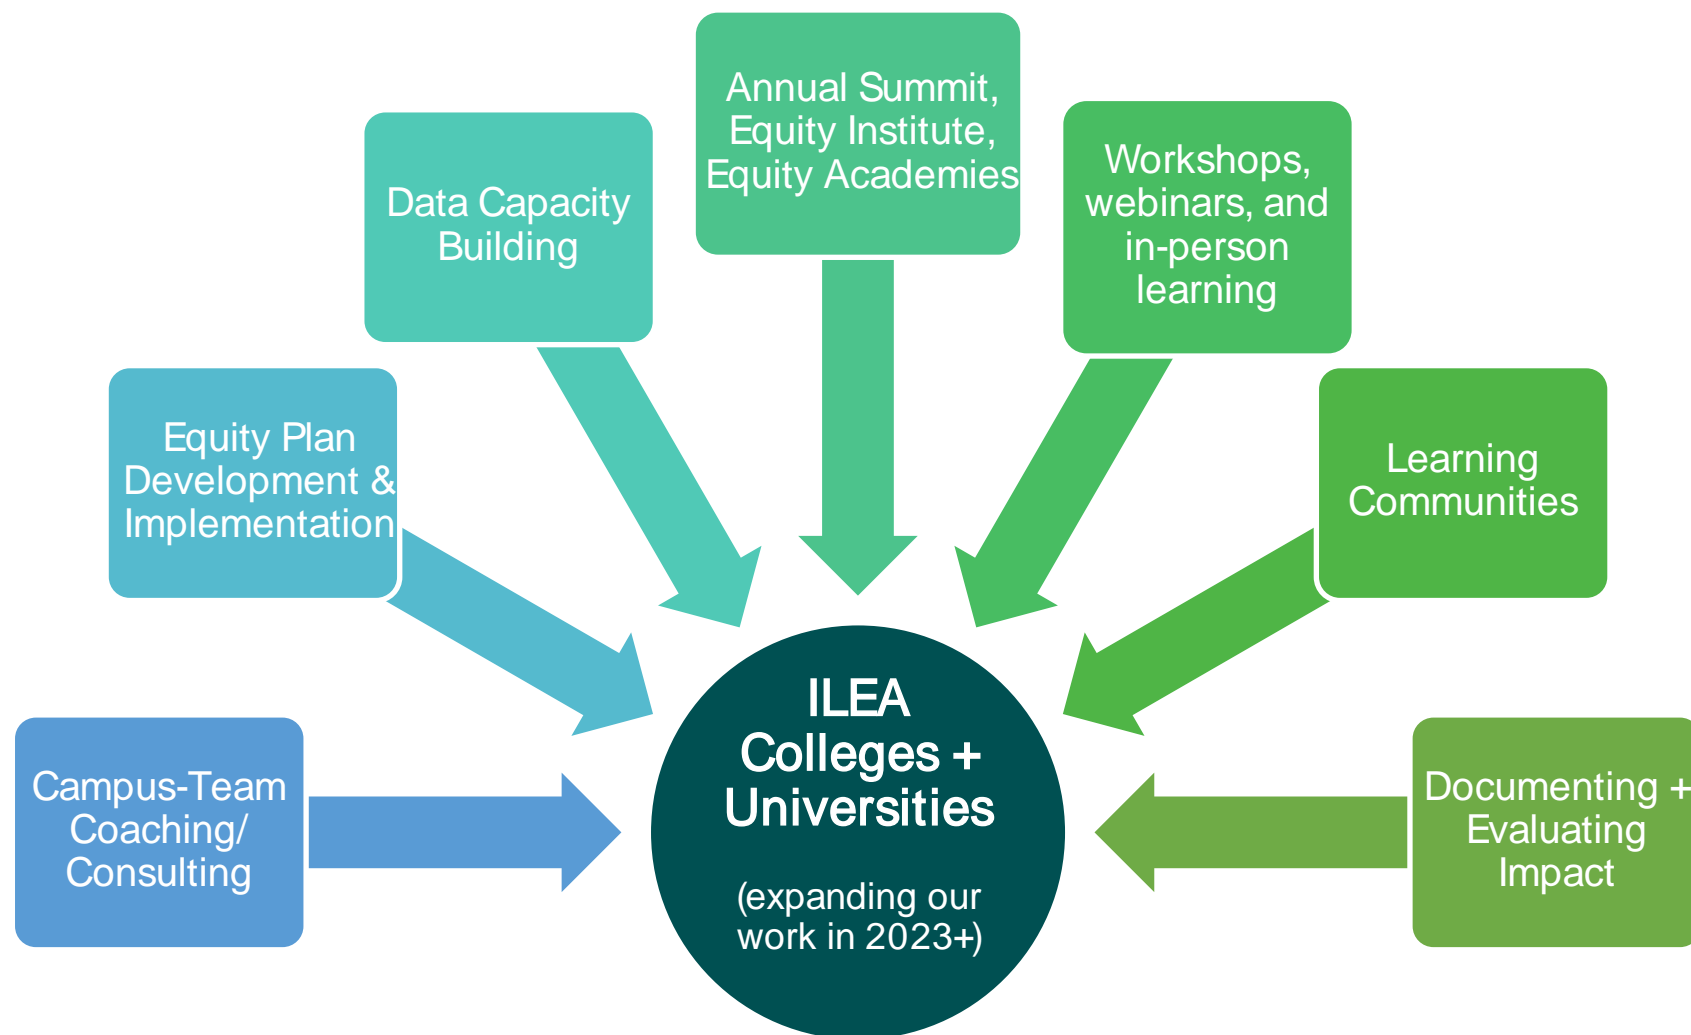 Annual Summit,
Equity Institute,
Equity Academies
Data Capacity
Building
Workshops,
webinars, and
in-person
learning
Equity Plan
Development &
Implementation
Learning
Communities
Campus-Team
Coaching/
Consulting
ILEA
Colleges +
Universities
(expanding our
work in 2023+)
Documenting +
Evaluating
Impact